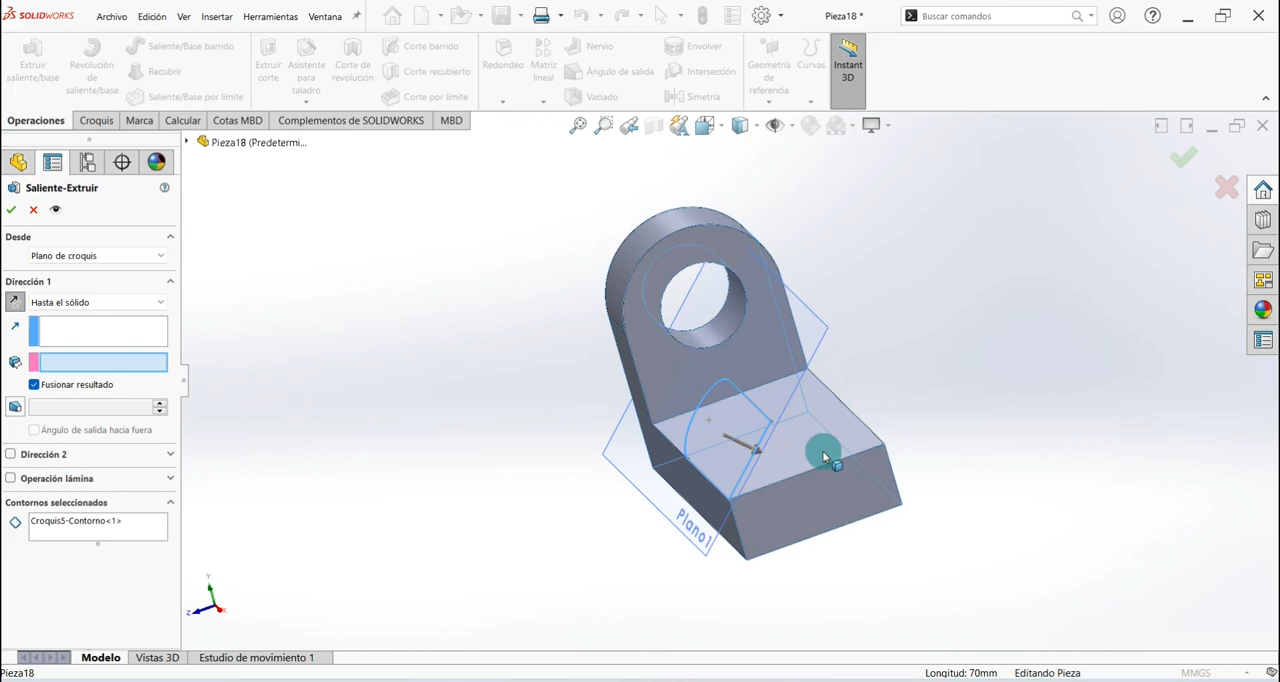 SOLIDWORKS Archivo Edición Ver Insertar Herramientas Ventana Pieza18 * Buscar comandos
Extruir saliente/base
Revolución de saliente/base
Saliente/Base barrido
Recubrir
Saliente/Base por límite
Extruir corte
Asistente para taladro
Corte de revolución
Corte barrido
Corte recubierto
Corte por límite
Redondeo
Matriz lineal
Nervio
Ángulo de salida
Vaciado
Envolver
Intersección
Simetría
Geometría de referencia
Curvas
Instant 3D
Operaciones Croquis Marca Calcular Cotas MBD Complementos de SOLIDWORKS MBD
Pieza18 (Predetermi...
Saliente-Extruir
Desde
Plano de croquis
Dirección 1
Hasta el sólido
Fusionar resultado
Ángulo de salida hacia fuera
Dirección 2
Operación lámina
Contornos seleccionados
Croquis5-Contorno<1>
Plano1
Y
Z
X
Modelo Vistas 3D Estudio de movimiento 1
Pieza18 Longitud: 70mm Editando Pieza MMGS